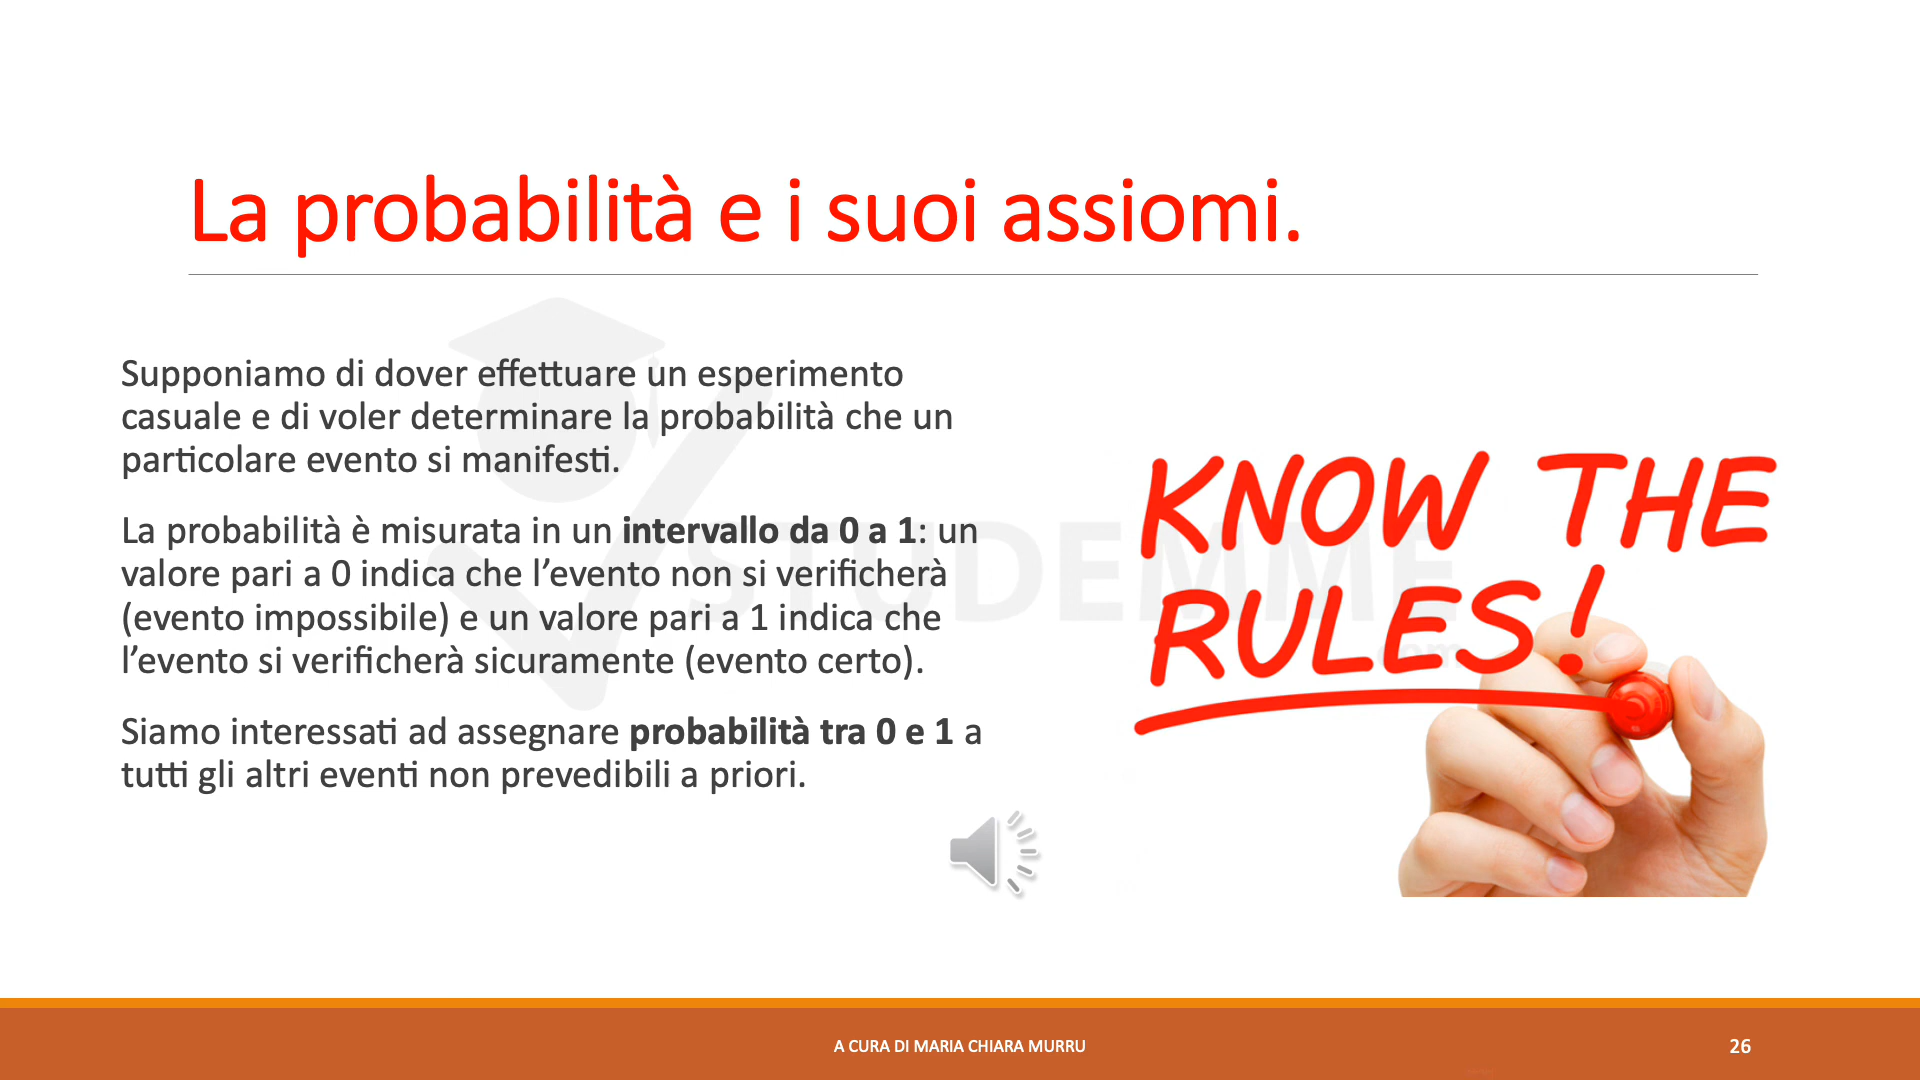 La probabilità e i suoi assiomi.
Supponiamo di dover effettuare un esperimento
casuale e di voler determinare la probabilità che un
particolare evento si manifesti.
La probabilità è misurata in un intervallo da 0 a 1: un
valore pari a 0 indica che l’evento non si verificherà
(evento impossibile) e un valore pari a 1 indica che
l’evento si verificherà sicuramente (evento certo).
Siamo interessati ad assegnare probabilità tra 0 e 1 a
tutti gli altri eventi non prevedibili a priori.
KNOW THE
RULES!
STUDEMME
.com
A CURA DI MARIA CHIARA MURRU
26